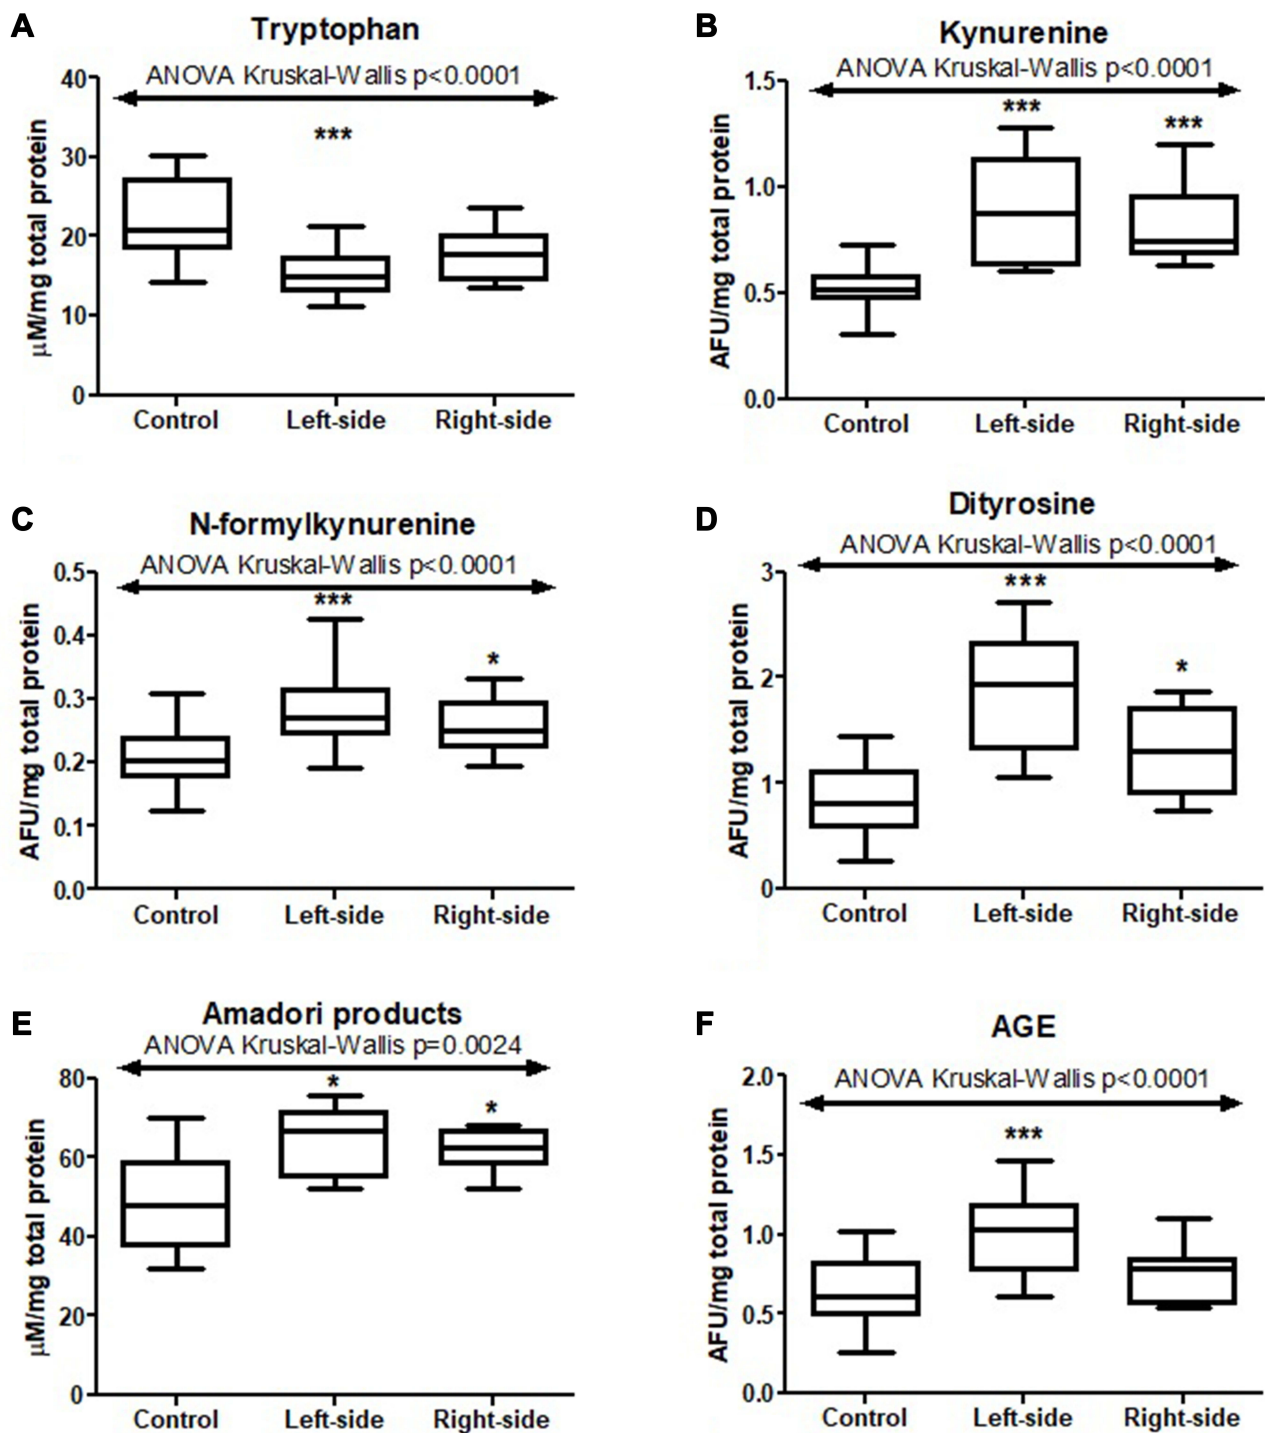 A
Tryptophan
ANOVA Kruskal-Wallis p<0.0001
***
40
30
20
10
0
µM/mg total protein
Control Left-side Right-side
B
Kynurenine
ANOVA Kruskal-Wallis p<0.0001
***
***
1.5
1.0
0.5
0.0
AFU/mg total protein
Control Left-side Right-side
C
N-formylkynurenine
ANOVA Kruskal-Wallis p<0.0001
***
*
0.5
0.4
0.3
0.2
0.1
0.0
AFU/mg total protein
Control Left-side Right-side
D
Dityrosine
ANOVA Kruskal-Wallis p<0.0001
***
*
3
2
1
0
AFU/mg total protein
Control Left-side Right-side
E
Amadori products
ANOVA Kruskal-Wallis p=0.0024
*
*
80
60
40
20
0
µM/mg total protein
Control Left-side Right-side
F
AGE
ANOVA Kruskal-Wallis p<0.0001
***
2.0
1.5
1.0
0.5
0.0
AFU/mg total protein
Control Left-side Right-side